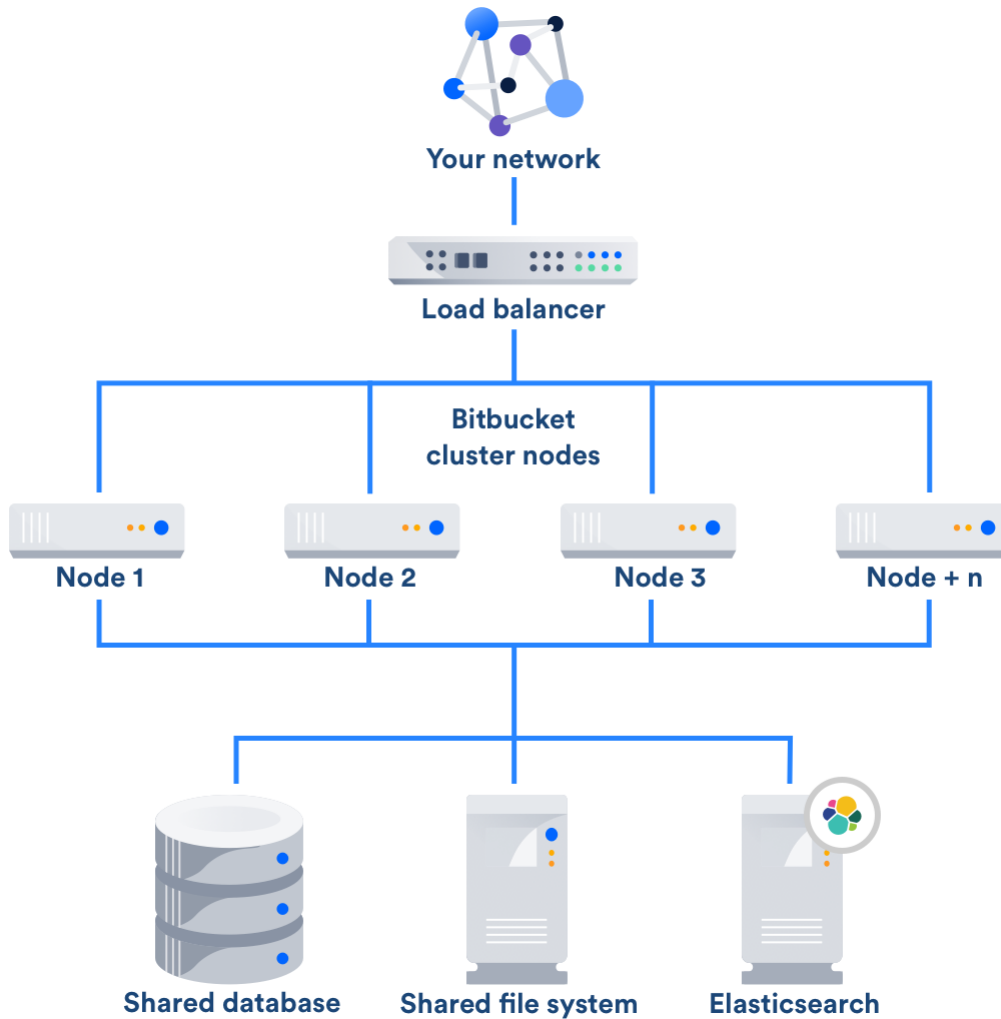 Your network
Load balancer
Bitbucket
cluster nodes
Node 1
Node 2
Node 3
Node + n
Shared database
Shared file system
Elasticsearch